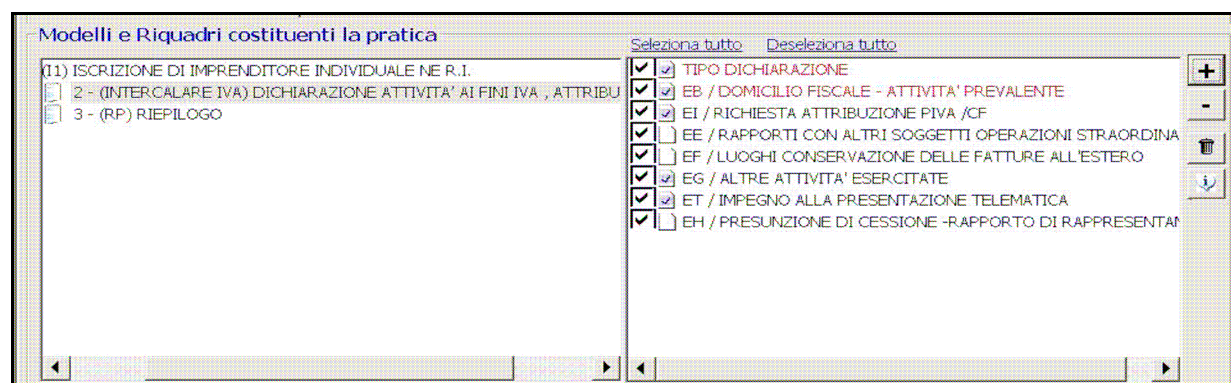 Modelli e Riquadri costituenti la pratica
Seleziona tutto Deseleziona tutto
(I1) ISCRIZIONE DI IMPRENDITORE INDIVIDUALE NE R.I.
2 - (INTERCALARE IVA) DICHIARAZIONE ATTIVITA' AI FINI IVA , ATTRIBU
3 - (RP) RIEPILOGO
TIPO DICHIARAZIONE
EB / DOMICILIO FISCALE - ATTIVITA' PREVALENTE
EI / RICHIESTA ATTRIBUZIONE PIVA /CF
EE / RAPPORTI CON ALTRI SOGGETTI OPERAZIONI STRAORDINA
EF / LUOGHI CONSERVAZIONE DELLE FATTURE ALL'ESTERO
EG / ALTRE ATTIVITA' ESERCITATE
ET / IMPEGNO ALLA PRESENTAZIONE TELEMATICA
EH / PRESUNZIONE DI CESSIONE -RAPPORTO DI RAPPRESENTAN